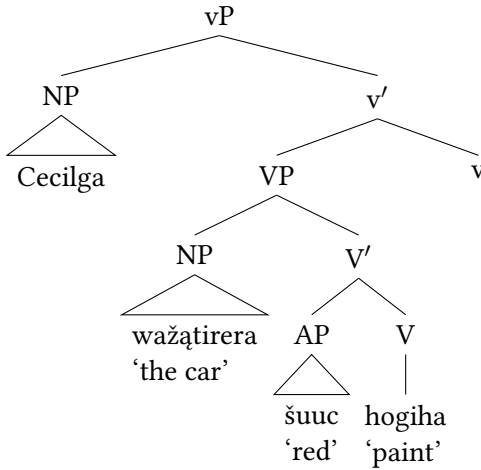 vP
NP v′
Cecilga VP v
NP V′
wažątirera AP V
‘the car’
šuuc hogiha
‘red’ ‘paint’